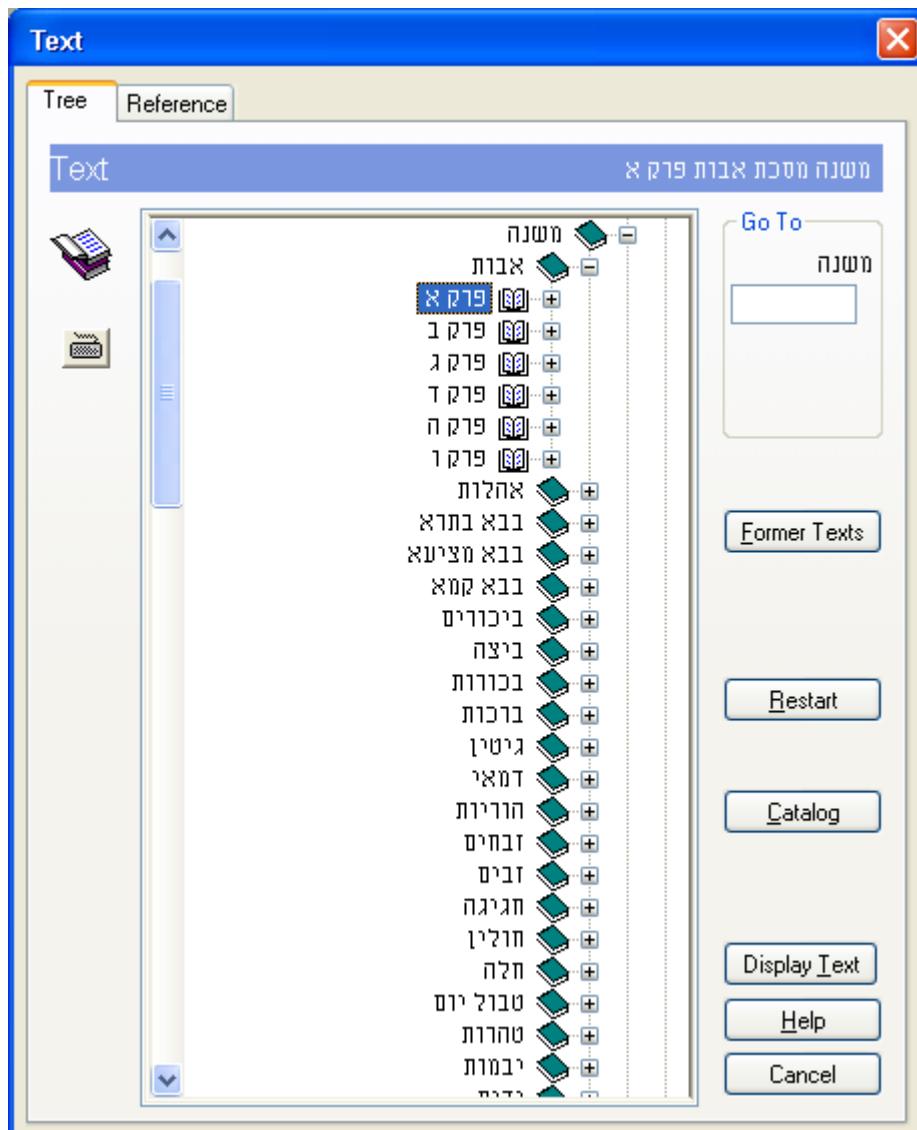 Text
Tree
Reference
Text
משנה מסכת אבות פרק א
משנה
אבות
פרק א
פרק ב
פרק ג
פרק ד
פרק ה
פרק ו
אהלות
בבא בתרא
בבא מציעא
בבא קמא
ביכורים
ביצה
בכורות
ברכות
גיטין
דמאי
הוריות
זבחים
זבים
חגיגה
חולין
חלה
טבול יום
טהרות
יבמות
Go To
משנה
Former Texts
Restart
Catalog
Display Text
Help
Cancel